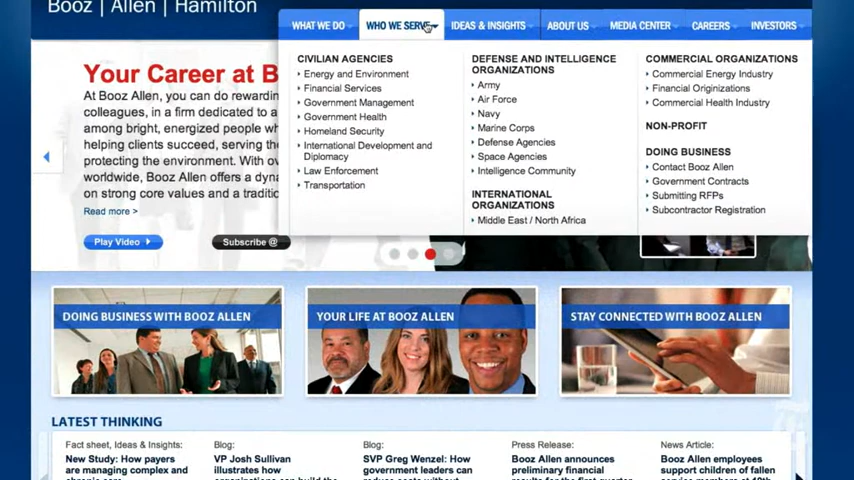 Booz | Allen | Hamilton
WHAT WE DO
WHO WE SERVE
IDEAS & INSIGHTS
ABOUT US
MEDIA CENTER
CAREERS
INVESTORS
CIVILIAN AGENCIES
Energy and Environment
Financial Services
Government Management
Government Health
Homeland Security
International Development and
Diplomacy
Law Enforcement
Transportation
DEFENSE AND INTELLIGENCE
ORGANIZATIONS
Army
Air Force
Navy
Marine Corps
Defense Agencies
Space Agencies
Intelligence Community
INTERNATIONAL
ORGANIZATIONS
Middle East / North Africa
COMMERCIAL ORGANIZATIONS
Commercial Energy Industry
Financial Originizations
Commercial Health Industry
NON-PROFIT
DOING BUSINESS
Contact Booz Allen
Government Contracts
Submitting RFPs
Subcontractor Registration
Your Career at B
At Booz Allen, you can do rewarding
colleagues, in a firm dedicated to a
among bright, energized people wh
helping clients succeed, serving the
protecting the environment. With ov
worldwide, Booz Allen offers a dyna
on strong core values and a traditic
Read more >
Play Video
Subscribe @
DOING BUSINESS WITH BOOZ ALLEN
YOUR LIFE AT BOOZ ALLEN
STAY CONNECTED WITH BOOZ ALLEN
LATEST THINKING
Fact sheet, Ideas & Insights:
New Study: How payers
are managing complex and
Blog:
VP Josh Sullivan
illustrates how
organizations can build the
Blog:
SVP Greg Wenzel: How
government leaders can
reduce costs without
Press Release:
Booz Allen announces
preliminary financial
results for the first quarter
News Article:
Booz Allen employees
support children of fallen
service members at 19th